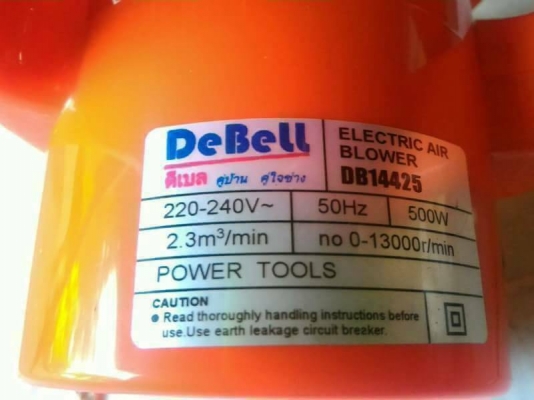 DeBell
ดีเบล คู่บ้าน คู่ใจช่าง
ELECTRIC AIR
BLOWER
DB14425
220-240V~ 50Hz 500W
2.3m³/min no 0-13000r/min
POWER TOOLS
CAUTION
● Read thoroughly handling instructions before
use.Use earth leakage circuit breaker.